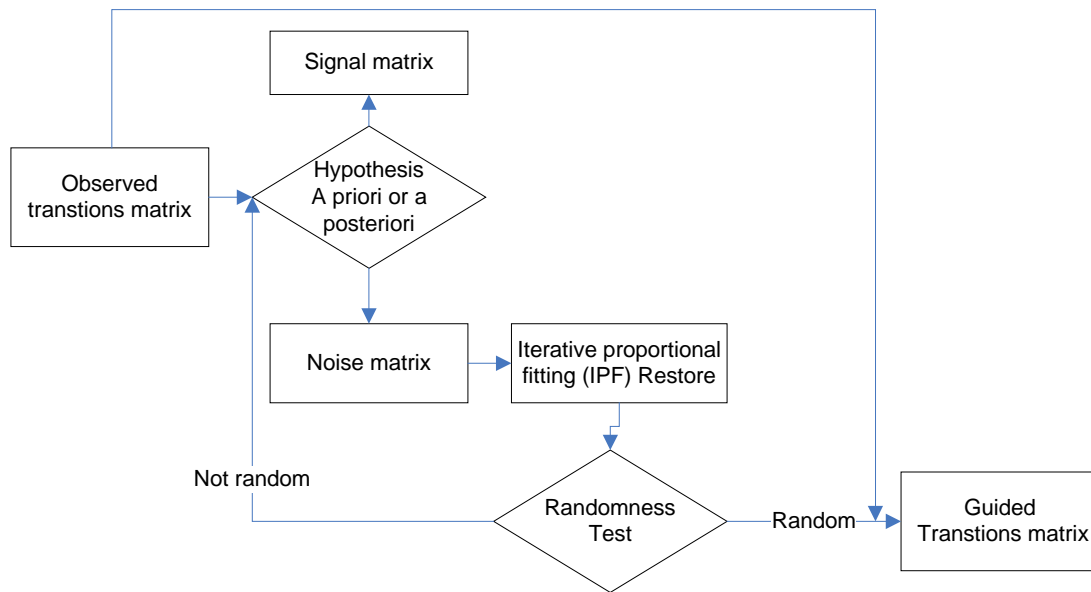 Signal matrix
Observed
transtions matrix
Hypothesis
A priori or a
posteriori
Noise matrix
Iterative proportional
fitting (IPF) Restore
Not random
Randomness
Test
Random
Guided
Transtions matrix